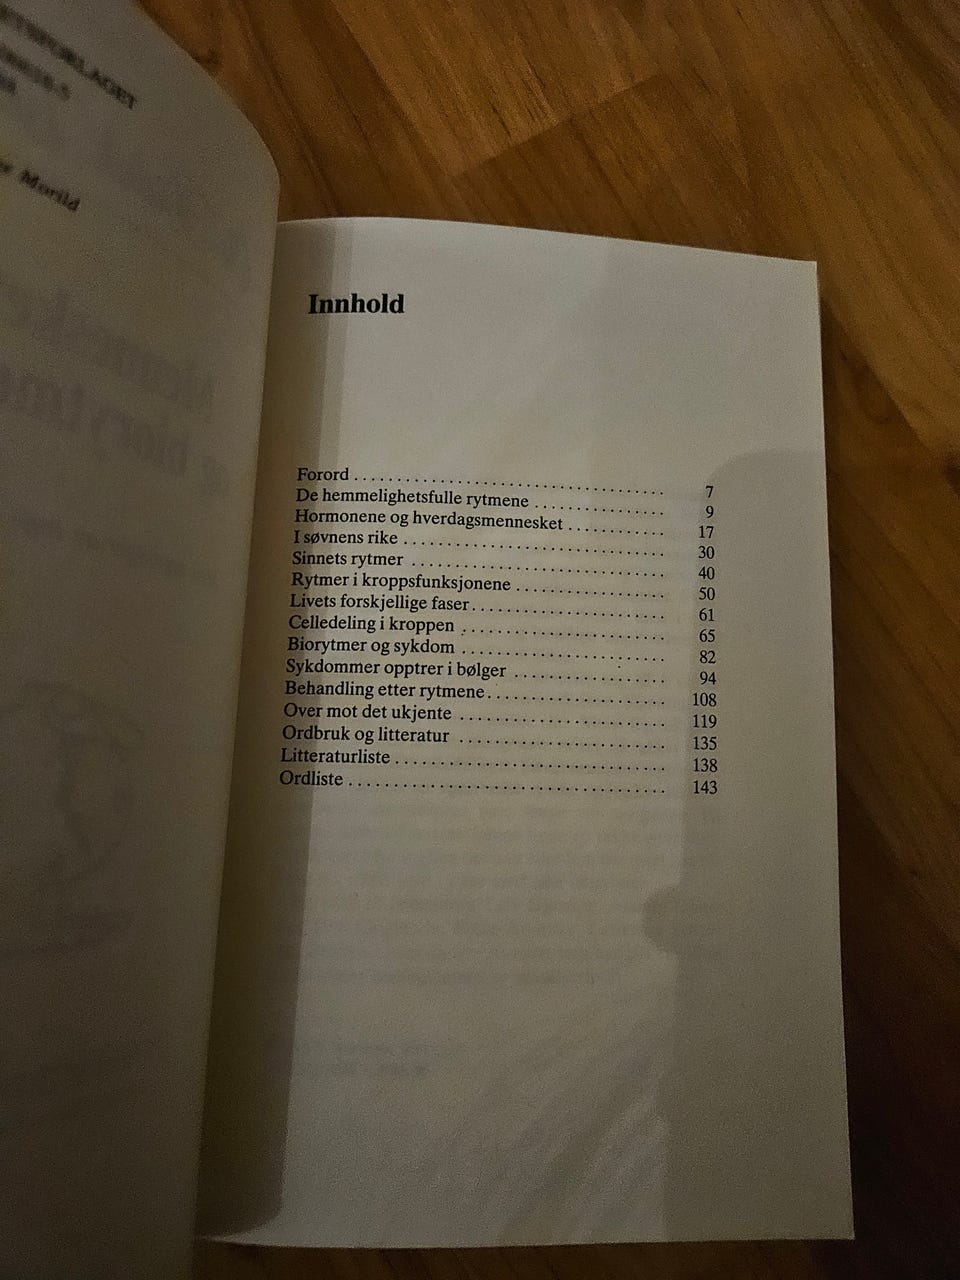 Morild
Innhold
Forord . . . . . . . . . . . . . . . . . . . . . . . . . . . . . . . . . . 7
De hemmelighetsfulle rytmene . . . . . . . . . . . . . . 9
Hormonene og hverdagsmennesket . . . . . . . . . . . 17
I søvnens rike . . . . . . . . . . . . . . . . . . . . . . . . . . . . 30
Sinnets rytmer . . . . . . . . . . . . . . . . . . . . . . . . . . . 40
Rytmer i kroppsfunksjonene . . . . . . . . . . . . . . . . 50
Livets forskjellige faser . . . . . . . . . . . . . . . . . . . . . 61
Celledeling i kroppen . . . . . . . . . . . . . . . . . . . . . . 65
Biorytmer og sykdom . . . . . . . . . . . . . . . . . . . . . . 82
Sykdommer opptrer i bølger . . . . . . . . . . . . . . . . 94
Behandling etter rytmene . . . . . . . . . . . . . . . . . . . 108
Over mot det ukjente . . . . . . . . . . . . . . . . . . . . . . 119
Ordbruk og litteratur . . . . . . . . . . . . . . . . . . . . . . 135
Litteraturliste . . . . . . . . . . . . . . . . . . . . . . . . . . . . . 138
Ordliste . . . . . . . . . . . . . . . . . . . . . . . . . . . . . . . . . . 143